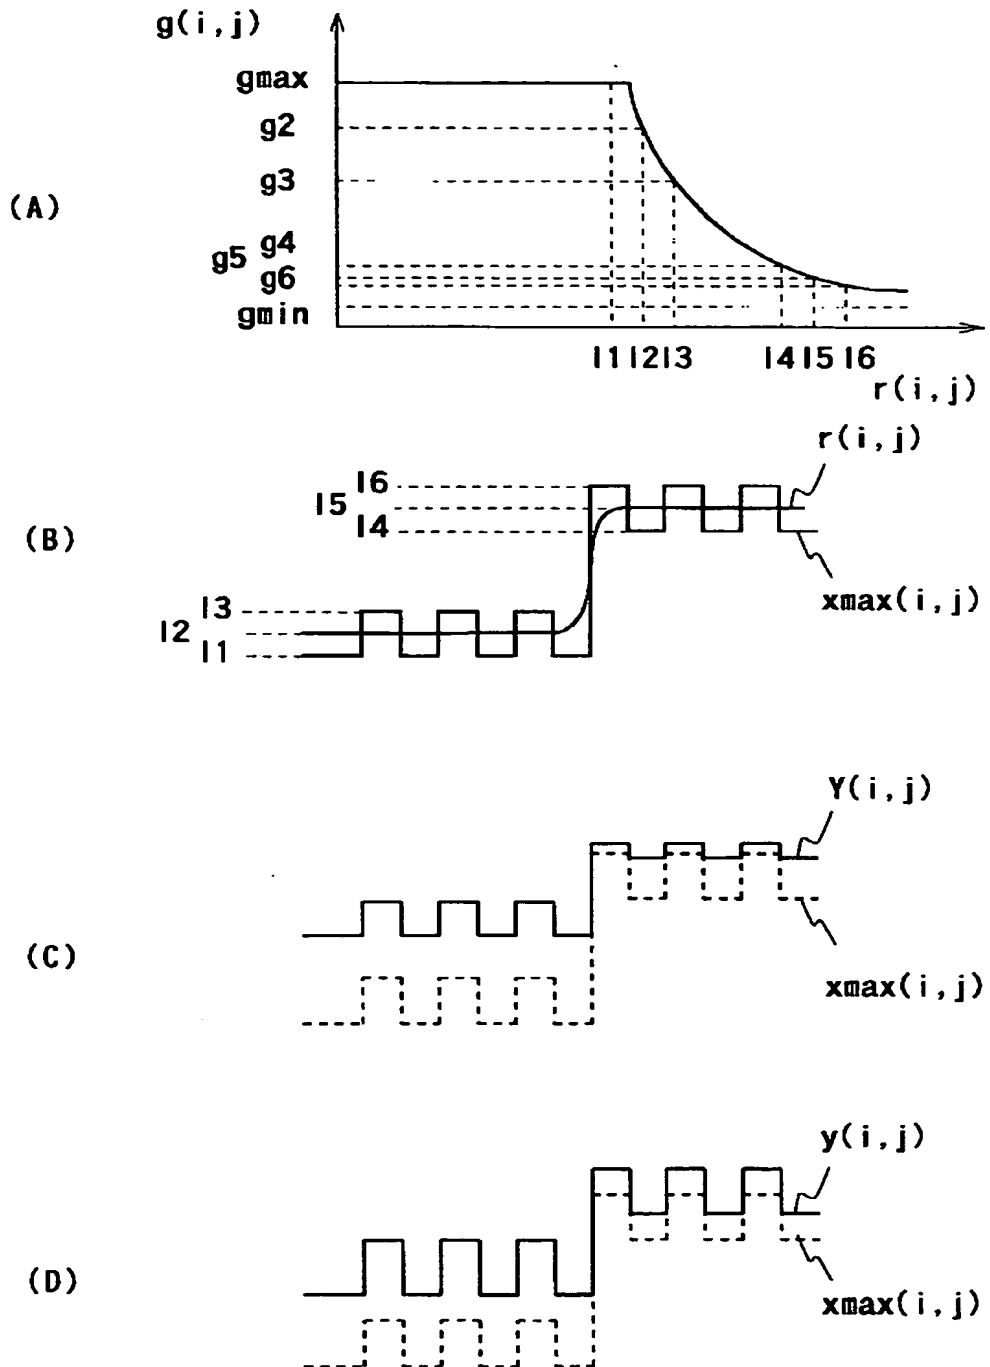 g(i,j)
gmax
g2
g3
(A)
g4
g5
g6
gmin
l1 l2 l3 l4 l5 l6
r(i,j)
r(i,j)
l6
l5
l4
(B)
xmax(i,j)
l3
l2
l1
Y(i,j)
(C)
xmax(i,j)
y(i,j)
(D)
xmax(i,j)